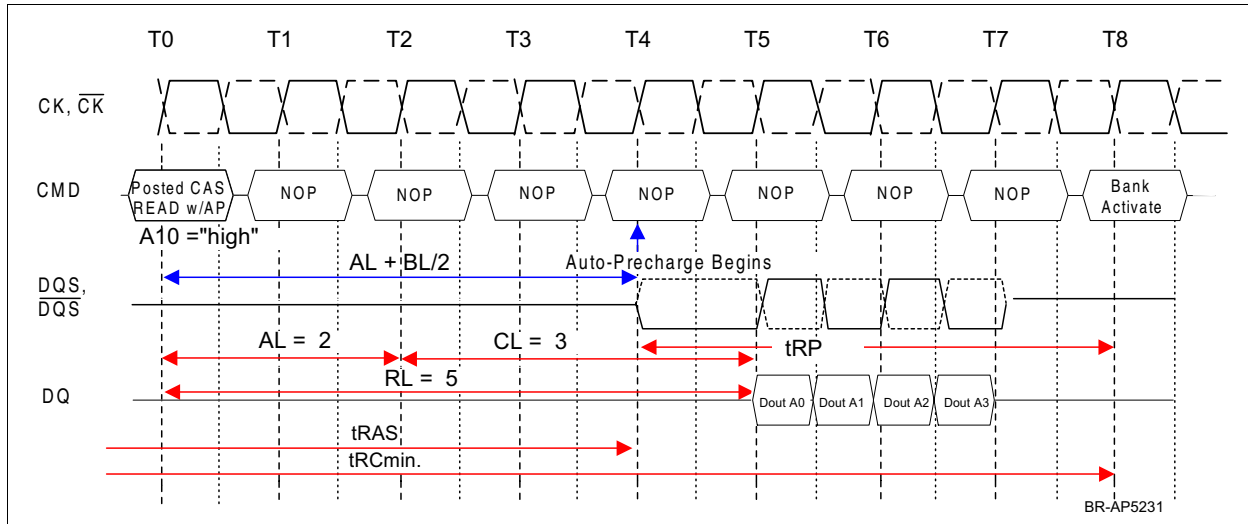 T0 T1 T2 T3 T4 T5 T6 T7 T8
CK, CK
CMD
Posted CAS
READ w/AP
NOP NOP NOP NOP NOP NOP NOP
Bank
Activate
A10 ="high"
AL + BL/2
Auto-Precharge Begins
DQS,
DQS
AL = 2
CL = 3
tRP
RL = 5
DQ
Dout A0 Dout A1 Dout A2 Dout A3
tRAS
tRCmin.
BR-AP5231